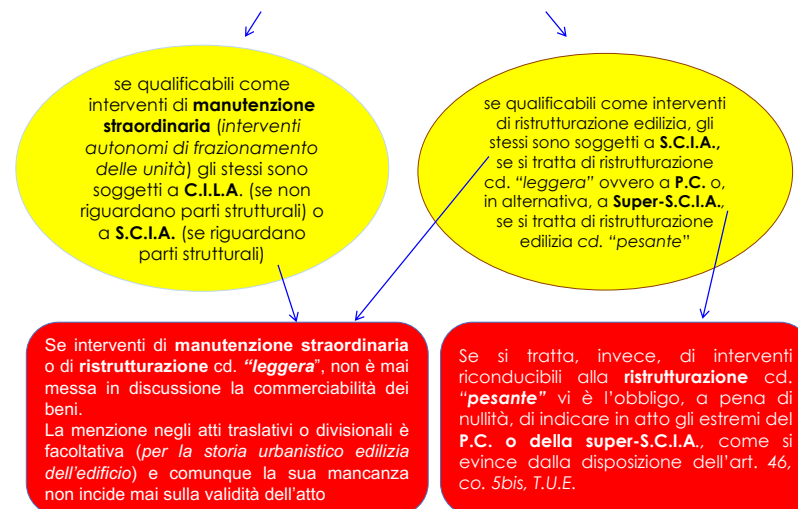 se qualificabili come
interventi di manutenzione
straordinaria (interventi
autonomi di frazionamento
delle unità) gli stessi sono
soggetti a C.I.L.A. (se non
riguardano parti strutturali) o
a S.C.I.A. (se riguardano
parti strutturali)
se qualificabili come interventi
di ristrutturazione edilizia, gli
stessi sono soggetti a S.C.I.A.,
se si tratta di ristrutturazione
cd. “leggera” ovvero a P.C. o,
in alternativa, a Super-S.C.I.A.,
se si tratta di ristrutturazione
edilizia cd. “pesante”
Se interventi di manutenzione straordinaria
o di ristrutturazione cd. “leggera”, non è mai
messa in discussione la commerciabilità dei
beni.
La menzione negli atti traslativi o divisionali è
facoltativa (per la storia urbanistico edilizia
dell’edificio) e comunque la sua mancanza
non incide mai sulla validità dell’atto
Se si tratta, invece, di interventi
riconducibili alla ristrutturazione cd.
“pesante” vi è l’obbligo, a pena di
nullità, di indicare in atto gli estremi del
P.C. o della super-S.C.I.A., come si
evince dalla disposizione dell’art. 46,
co. 5bis, T.U.E.